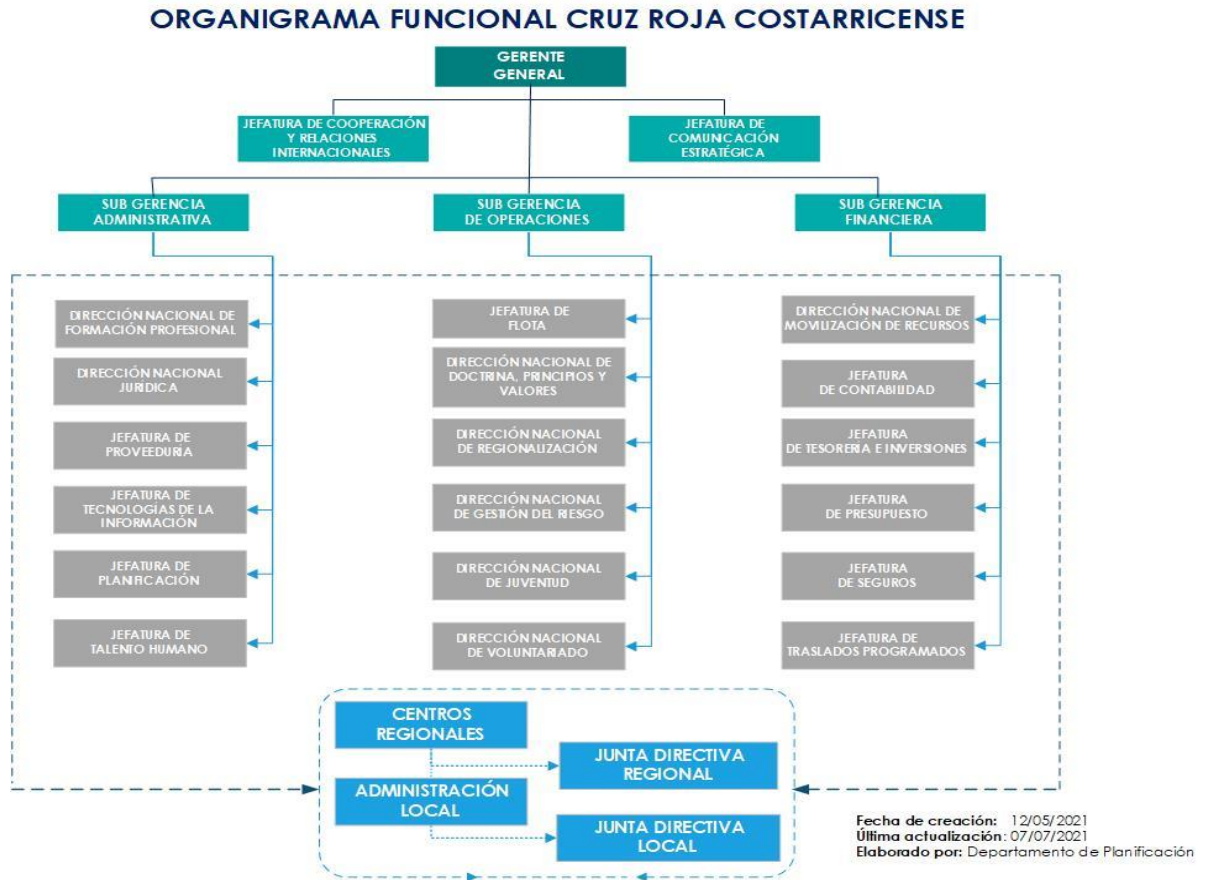 ORGANIGRAMA FUNCIONAL CRUZ ROJA COSTARRICENSE
GERENTE
GENERAL
JEFATURA DE COOPERACIÓN
Y RELACIONES
INTERNACIONALES
JEFATURA DE
COMUNICACIÓN
ESTRATÉGICA
SUB GERENCIA
ADMINISTRATIVA
SUB GERENCIA
DE OPERACIONES
SUB GERENCIA
FINANCIERA
DIRECCIÓN NACIONAL DE
FORMACIÓN PROFESIONAL
DIRECCIÓN NACIONAL
JURÍDICA
JEFATURA DE
PROVEEDURIA
JEFATURA DE
TECNOLOGÍAS DE LA
INFORMACIÓN
JEFATURA DE
PLANIFICACIÓN
JEFATURA DE
TALENTO HUMANO
JEFATURA DE
FLOTA
DIRECCIÓN NACIONAL DE
DOCTRINA, PRINCIPIOS Y
VALORES
DIRECCIÓN NACIONAL
DE REGIONALIZACIÓN
DIRECCIÓN NACIONAL
DE GESTIÓN DEL RIESGO
DIRECCIÓN NACIONAL
DE JUVENTUD
DIRECCIÓN NACIONAL
DE VOLUNTARIADO
DIRECCIÓN NACIONAL DE
MOVILIZACIÓN DE RECURSOS
JEFATURA
DE CONTABILIDAD
JEFATURA
DE TESORERÍA E INVERSIONES
JEFATURA
DE PRESUPUESTO
JEFATURA
DE SEGUROS
JEFATURA DE
TRASLADOS PROGRAMADOS
CENTROS
REGIONALES
JUNTA DIRECTIVA
REGIONAL
ADMINISTRACIÓN
LOCAL
JUNTA DIRECTIVA
LOCAL
Fecha de creación: 12/05/2021
Última actualización: 07/07/2021
Elaborado por: Departamento de Planificación